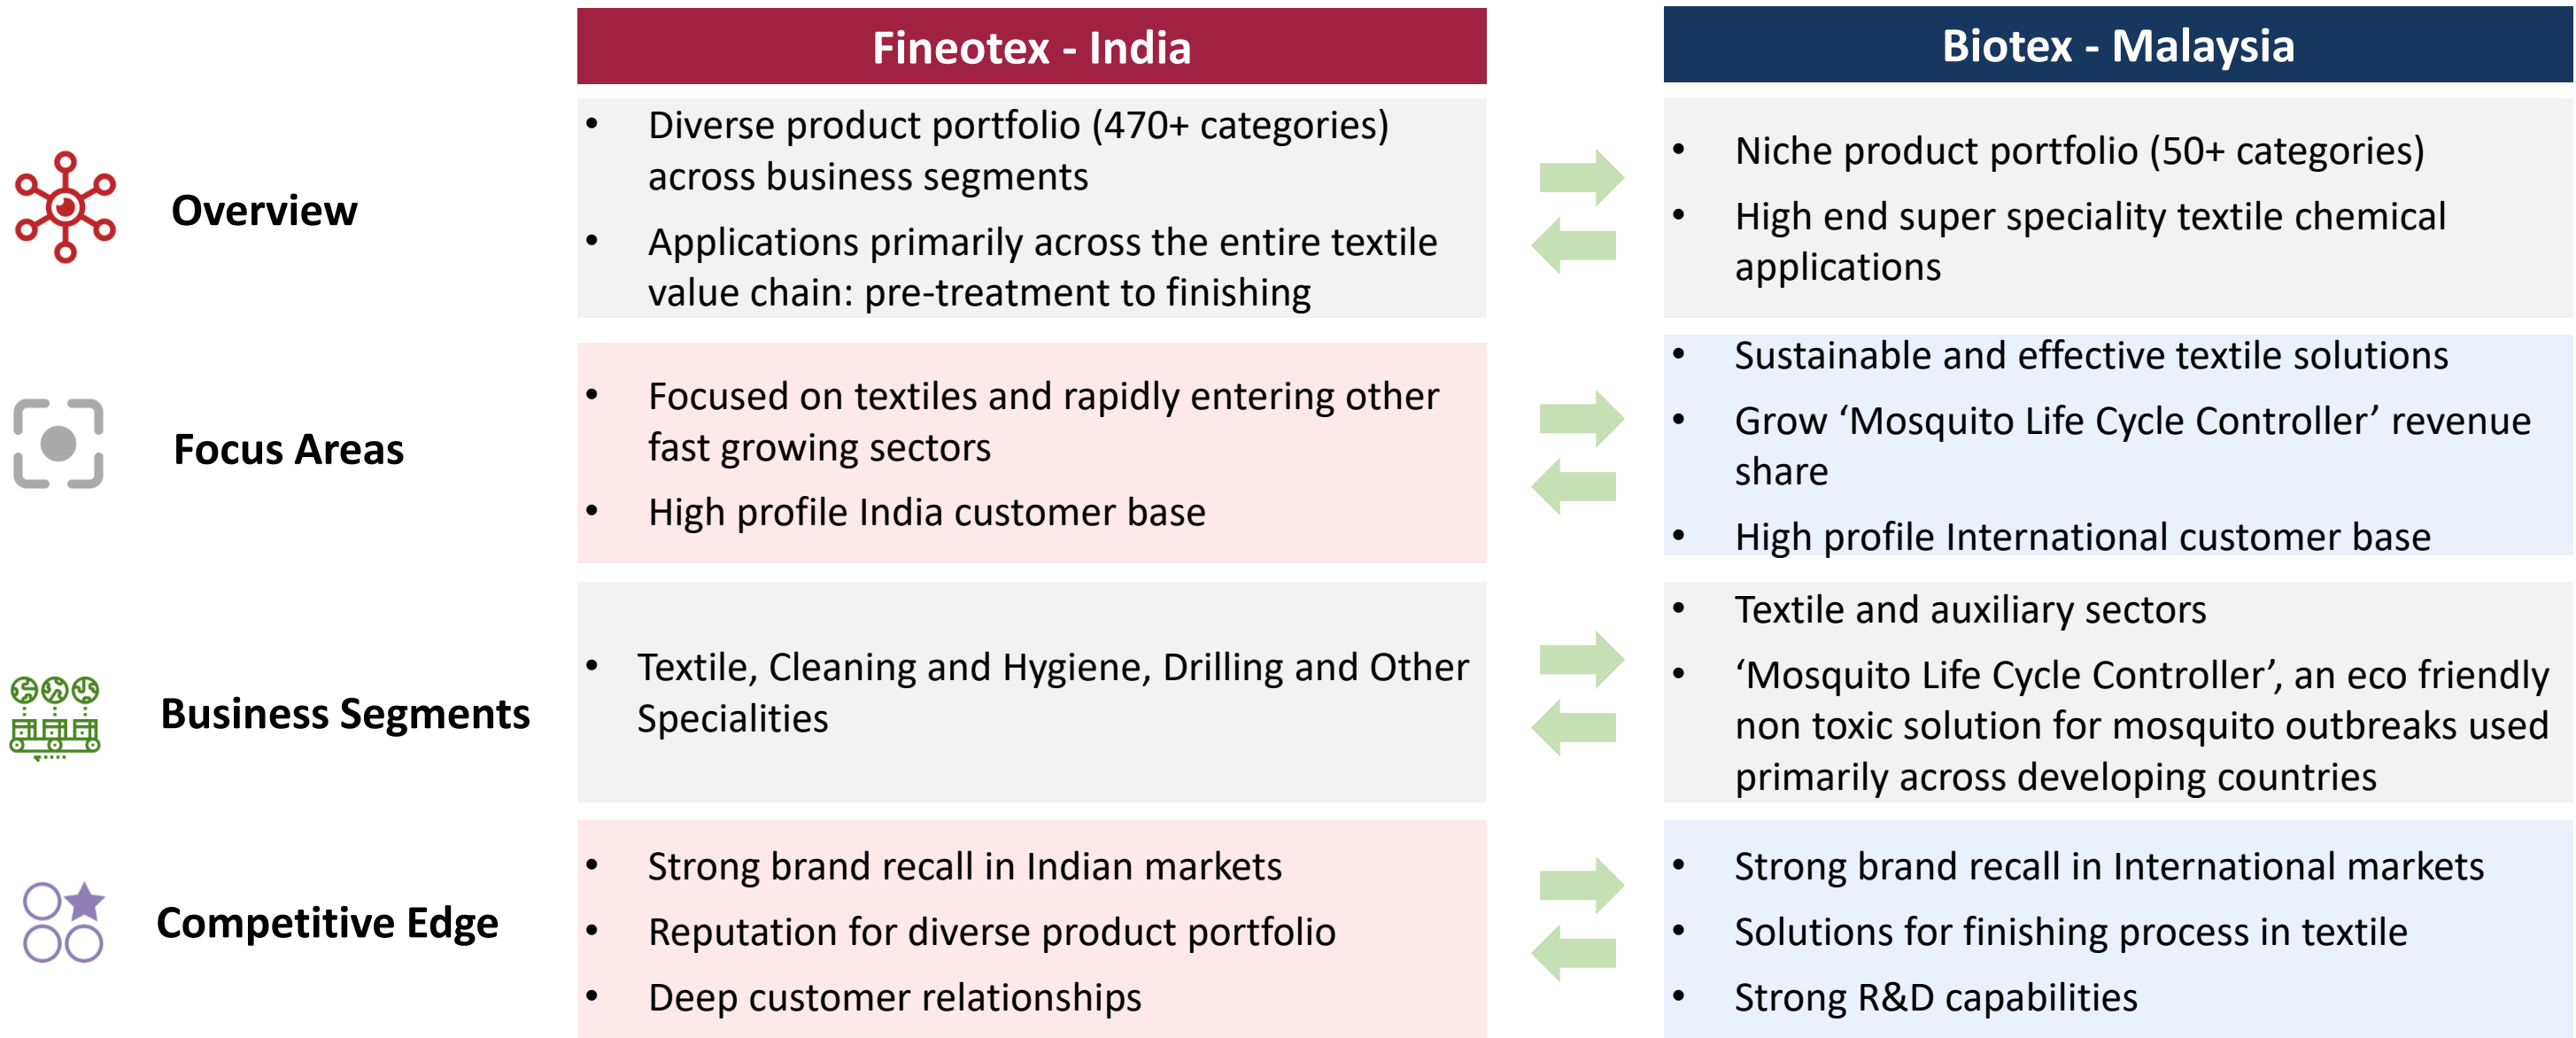 Fineotex - India
Biotex - Malaysia
Overview
• Diverse product portfolio (470+ categories)
across business segments
• Applications primarily across the entire textile
value chain: pre-treatment to finishing
• Niche product portfolio (50+ categories)
• High end super speciality textile chemical
applications
Focus Areas
• Focused on textiles and rapidly entering other
fast growing sectors
• High profile India customer base
• Sustainable and effective textile solutions
• Grow ‘Mosquito Life Cycle Controller’ revenue
share
• High profile International customer base
Business Segments
• Textile, Cleaning and Hygiene, Drilling and Other
Specialities
• Textile and auxiliary sectors
• ‘Mosquito Life Cycle Controller’, an eco friendly
non toxic solution for mosquito outbreaks used
primarily across developing countries
Competitive Edge
• Strong brand recall in Indian markets
• Reputation for diverse product portfolio
• Deep customer relationships
• Strong brand recall in International markets
• Solutions for finishing process in textile
• Strong R&D capabilities